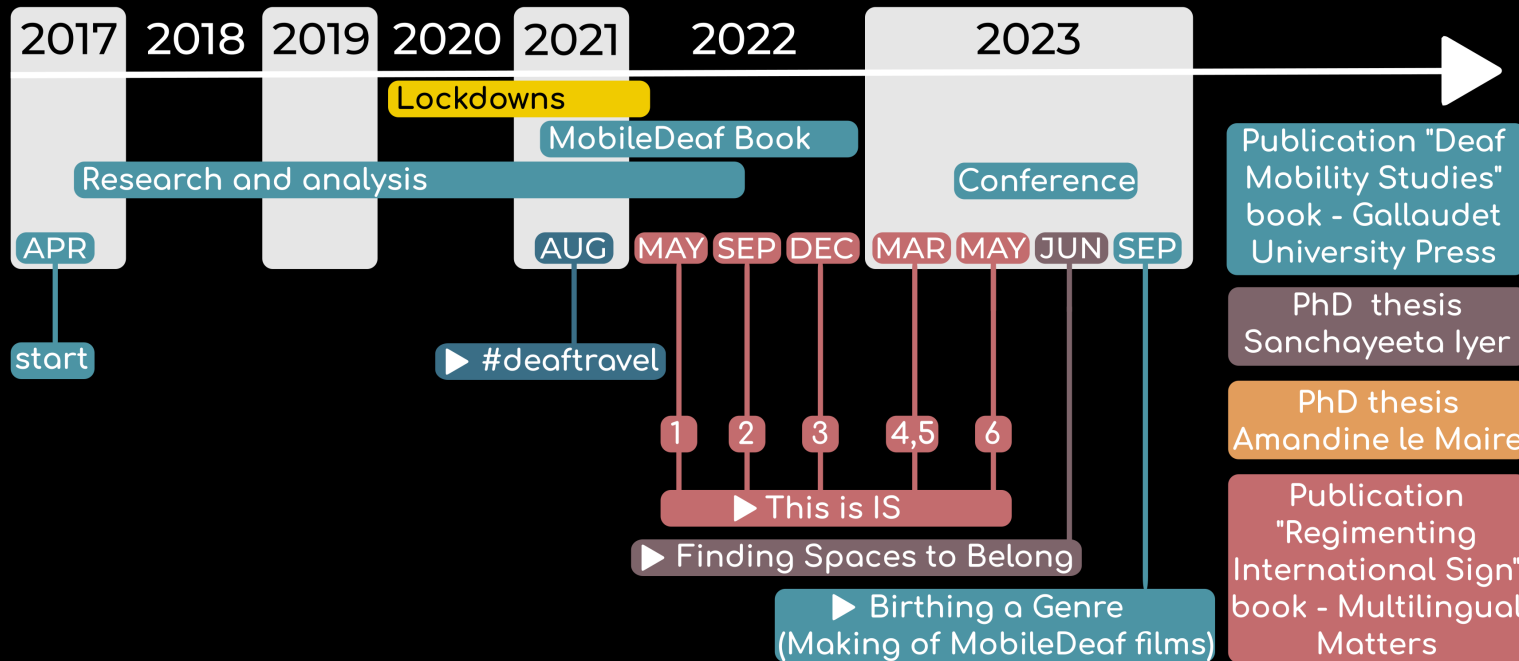 2017 2018 2019 2020 2021 2022 2023
Lockdowns
MobileDeaf Book
Research and analysis
Conference
APR AUG MAY SEP DEC MAR MAY JUN SEP
start
#deaftravel
1 2 3 4,5 6
This is IS
Finding Spaces to Belong
Birthing a Genre
(Making of MobileDeaf films)
Publication "Deaf
Mobility Studies"
book - Gallaudet
University Press
PhD thesis
Sanchayeeta Iyer
PhD thesis
Amandine le Maire
Publication
"Regimenting
International Sign"
book - Multilingual
Matters